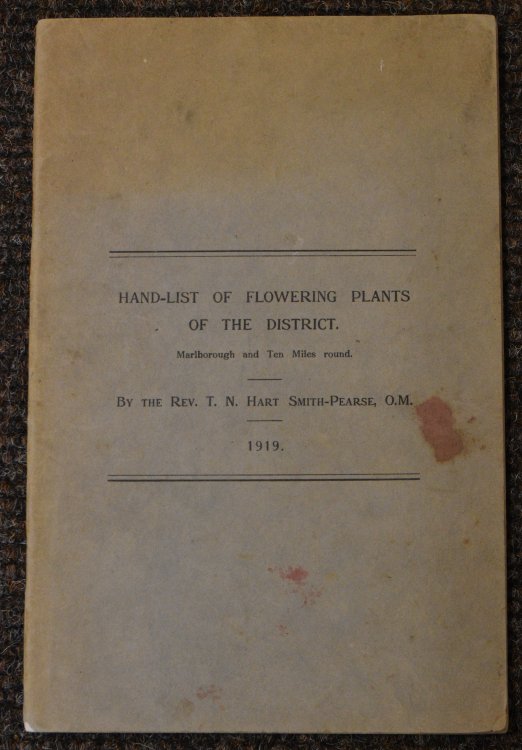 HAND-LIST OF FLOWERING PLANTS
OF THE DISTRICT.
Marlborough and Ten Miles round.
By the Rev. T. N. Hart Smith-Pearse, O.M.
1919.